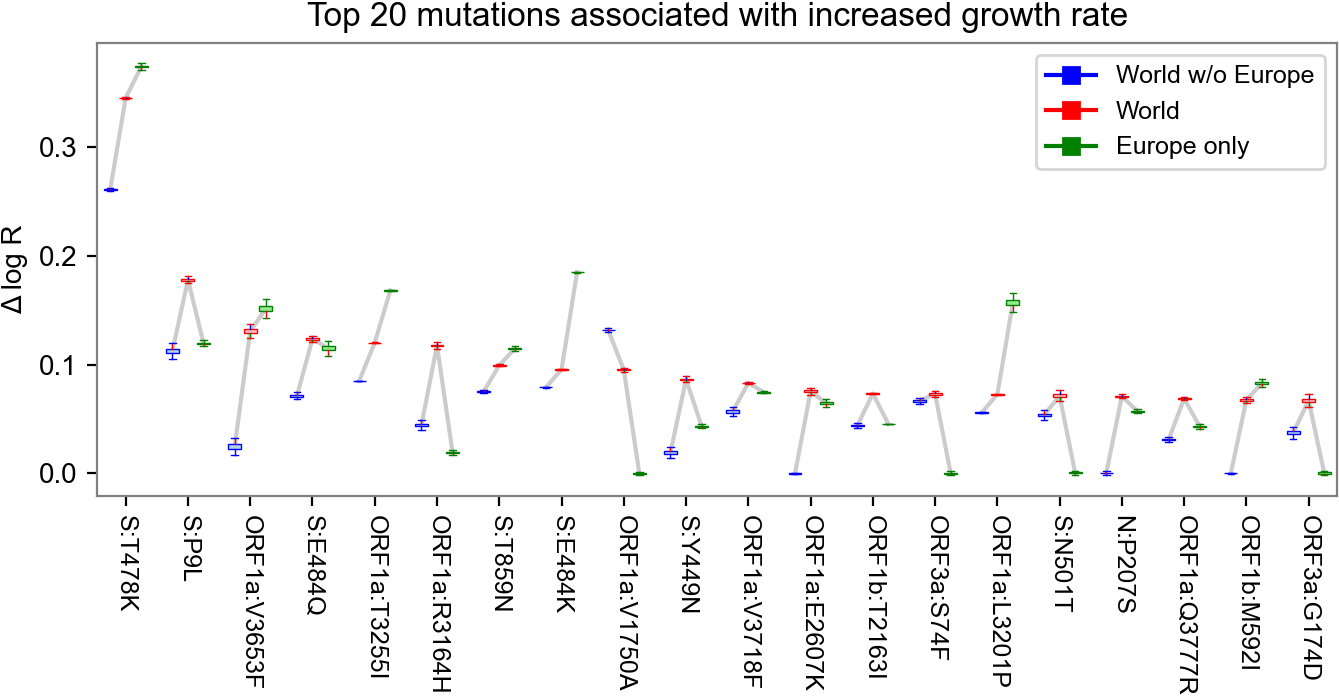 Top 20 mutations associated with increased growth rate
World w/o Europe
World
Europe only
Δ log R
0.3
0.2
0.1
0.0
S:T478K
S:P9L
ORF1a:V3653F
S:E484Q
ORF1a:T3255I
ORF1a:R3164H
S:T859N
S:E484K
ORF1a:V1750A
S:Y449N
ORF1a:V3718F
ORF1a:E2607K
ORF1b:T2163I
ORF3a:S74F
ORF1a:L3201P
S:N501T
N:P207S
ORF1a:Q3777R
ORF1b:M592I
ORF3a:G174D